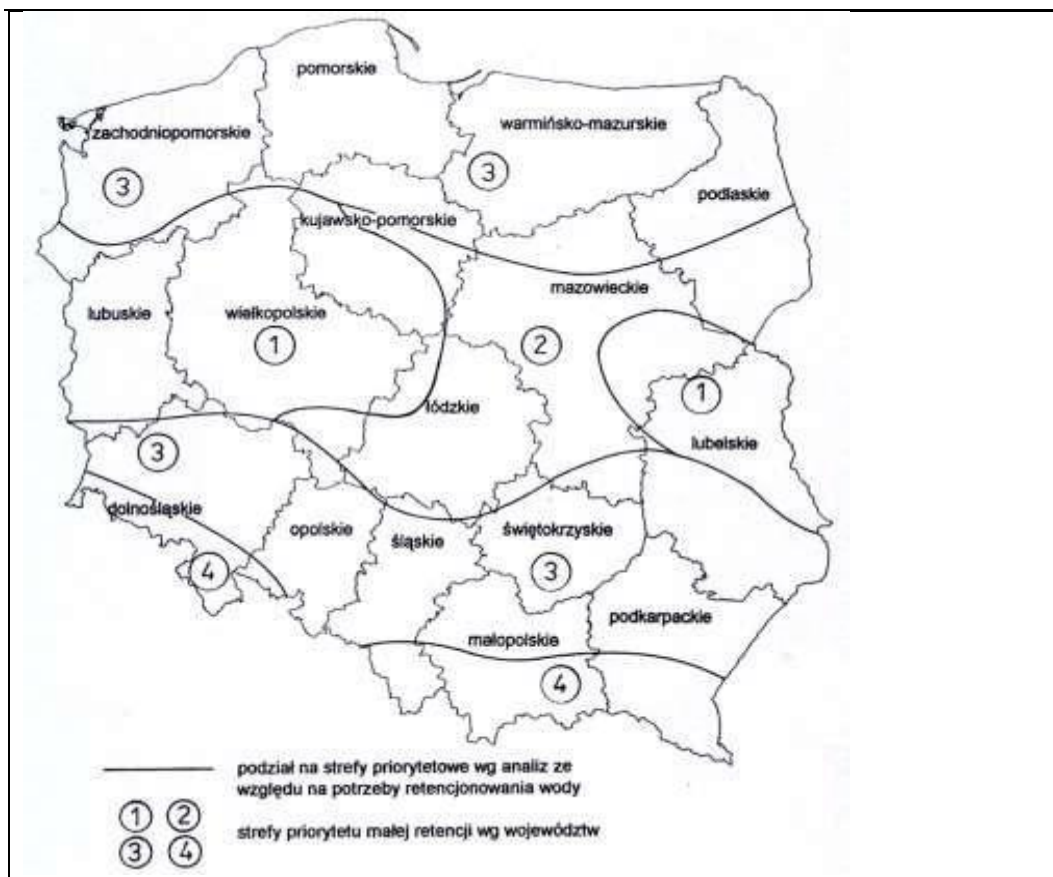 pomorskie
zachodniopomorskie
warmińsko-mazurskie
3
3
podlaskie
kujawsko-pomorskie
mazowieckie
lubuskie
wielkopolskie
1
2
1
łódzkie
lubelskie
3
dolnośląskie
opolskie
śląskie
świętokrzyskie
4
3
podkarpackie
małopolskie
4
podział na strefy priorytetowe wg analiz ze
względu na potrzeby retencjonowania wody
1 2
strefy priorytetu małej retencji wg województw
3 4